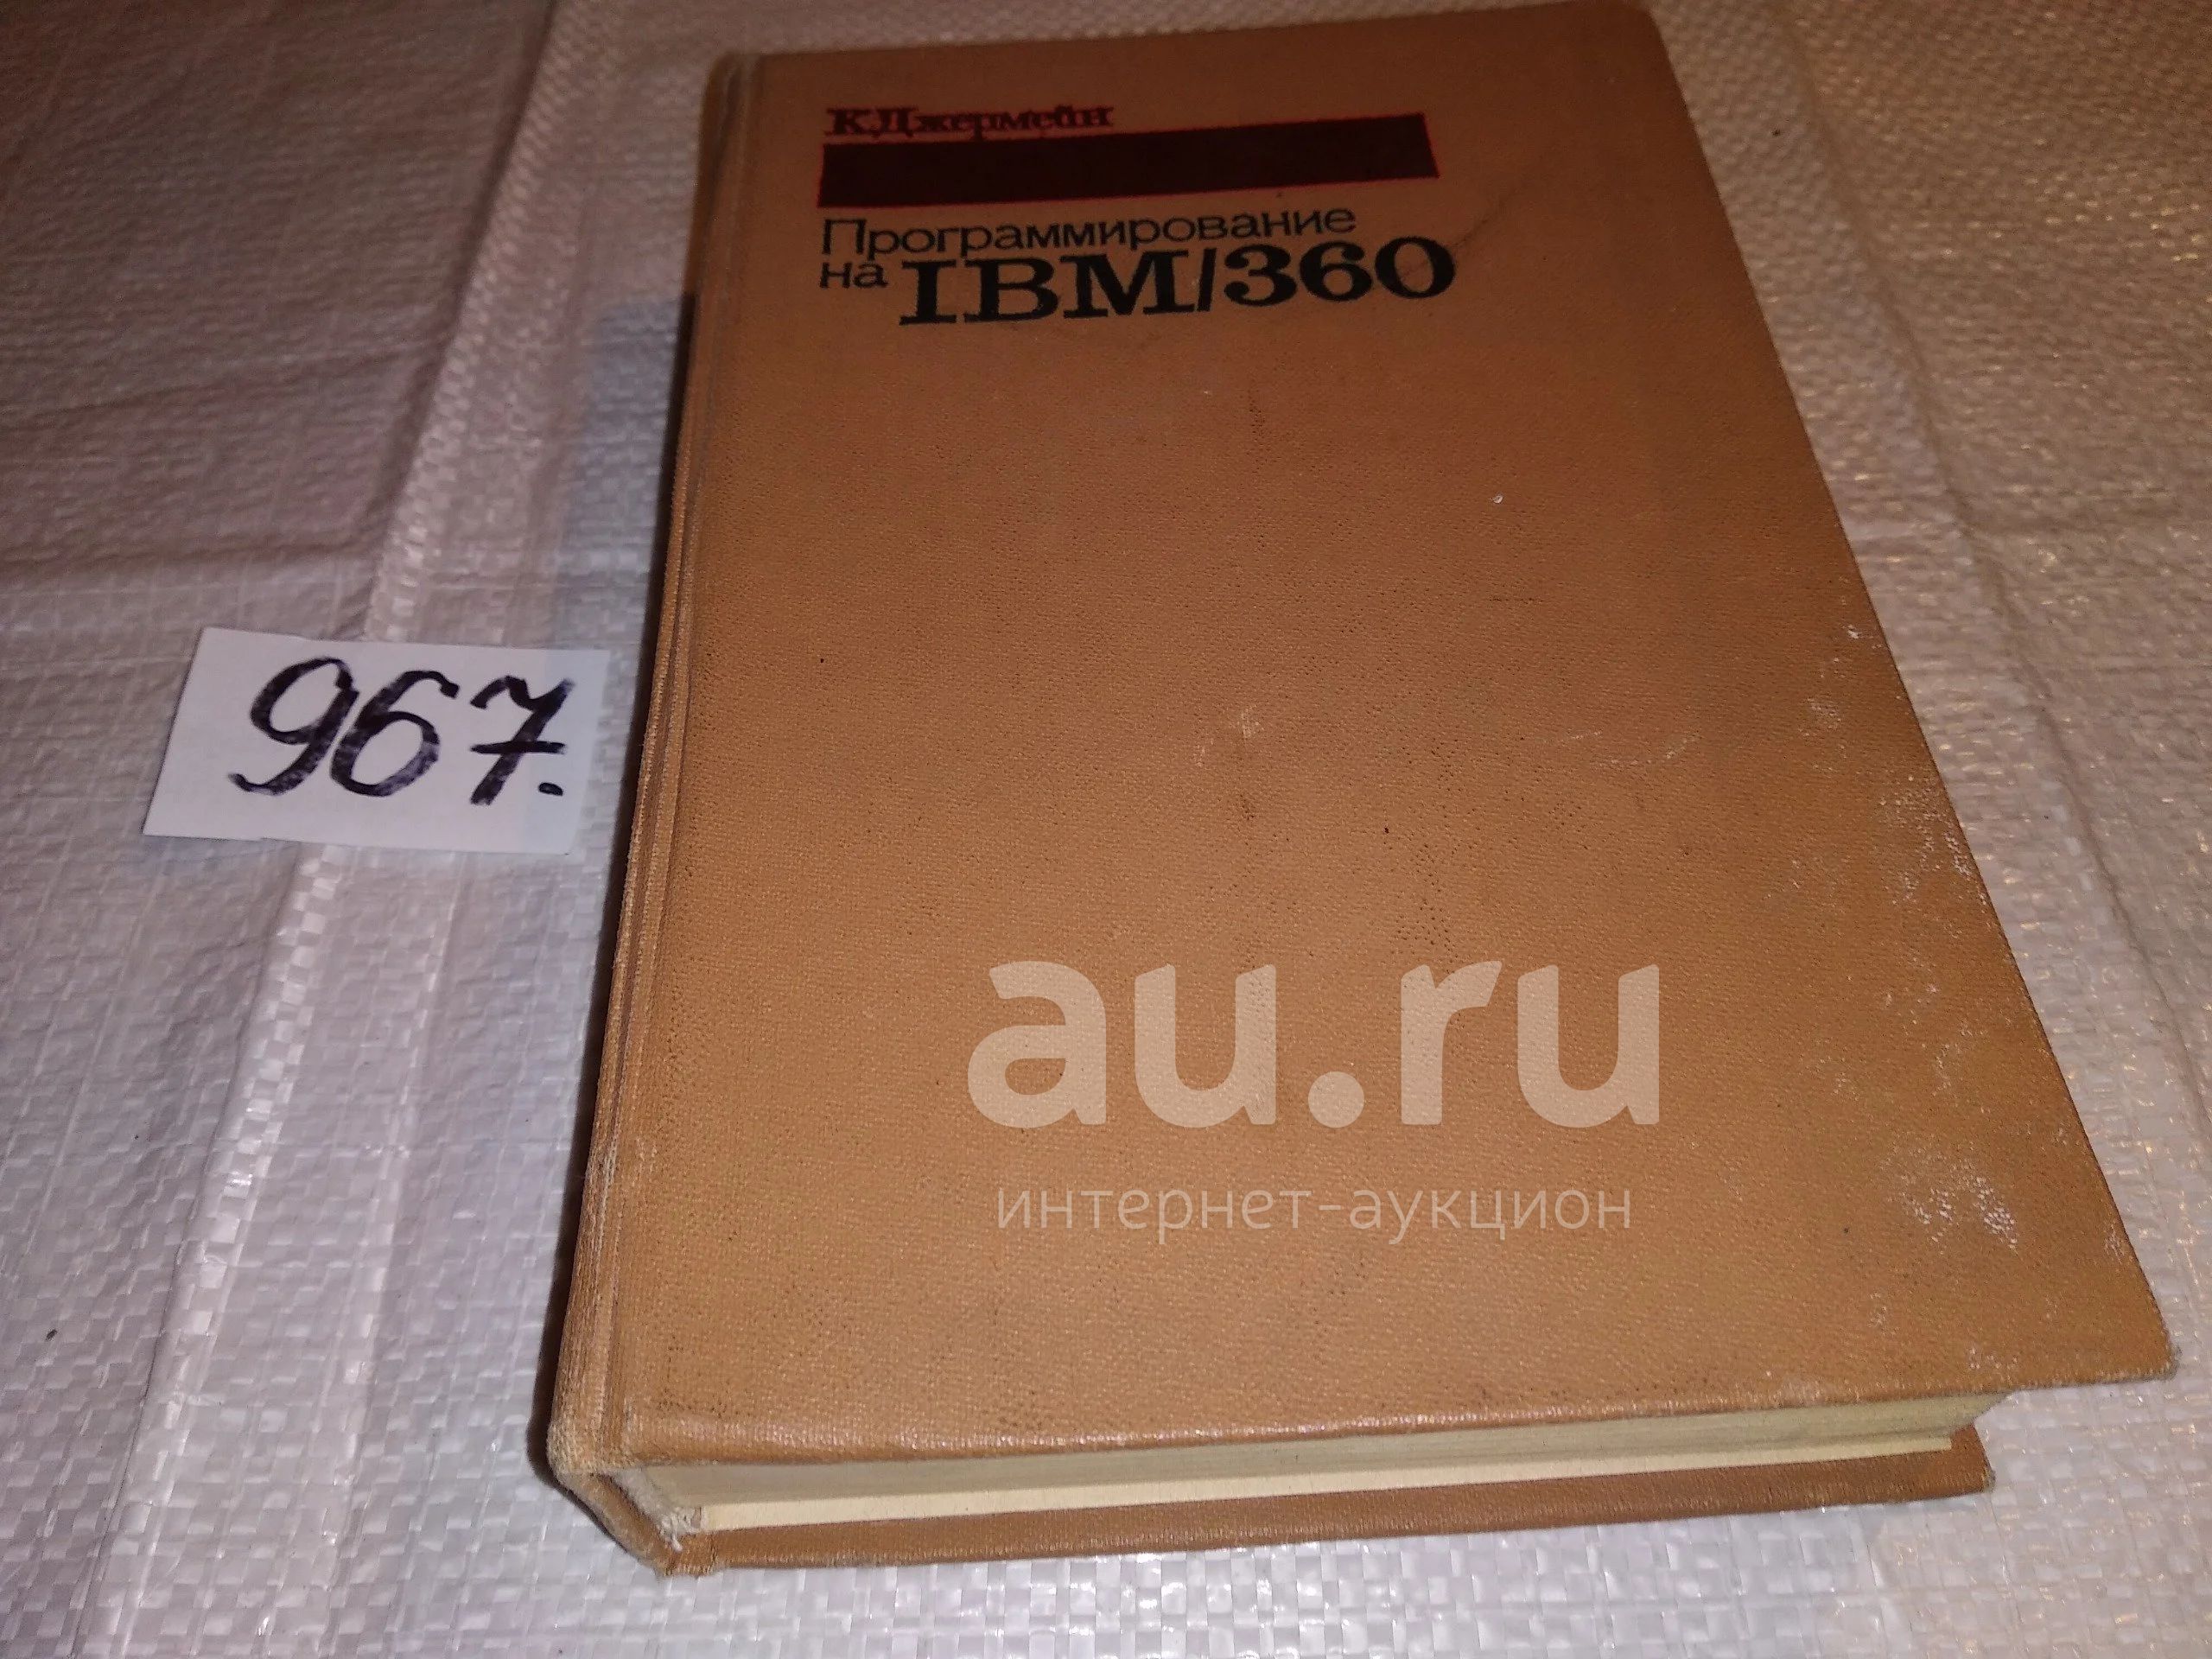 К. Джермейн
Программирование
на IBM/360
967.
au.ru
интернет-аукцион